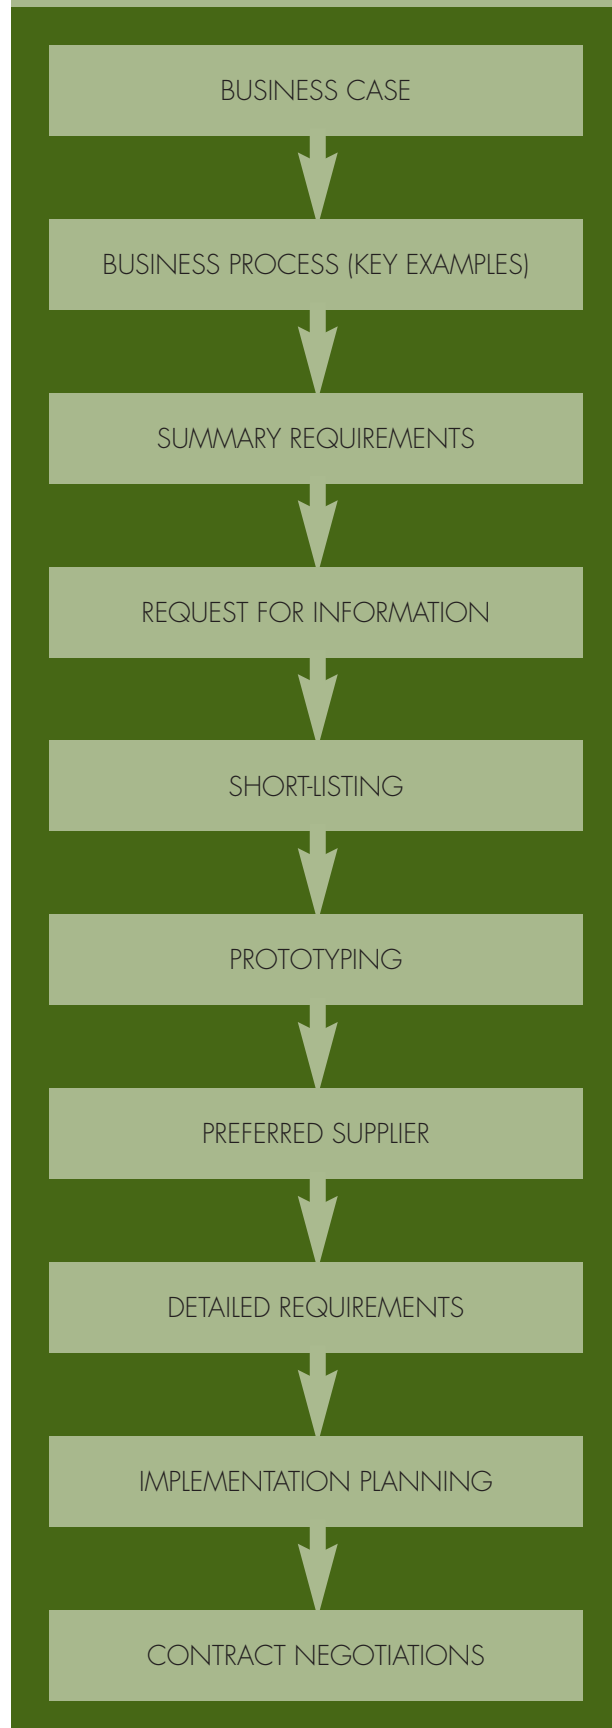 BUSINESS CASE
BUSINESS PROCESS (KEY EXAMPLES)
SUMMARY REQUIREMENTS
REQUEST FOR INFORMATION
SHORT-LISTING
PROTOTYPING
PREFERRED SUPPLIER
DETAILED REQUIREMENTS
IMPLEMENTATION PLANNING
CONTRACT NEGOTIATIONS